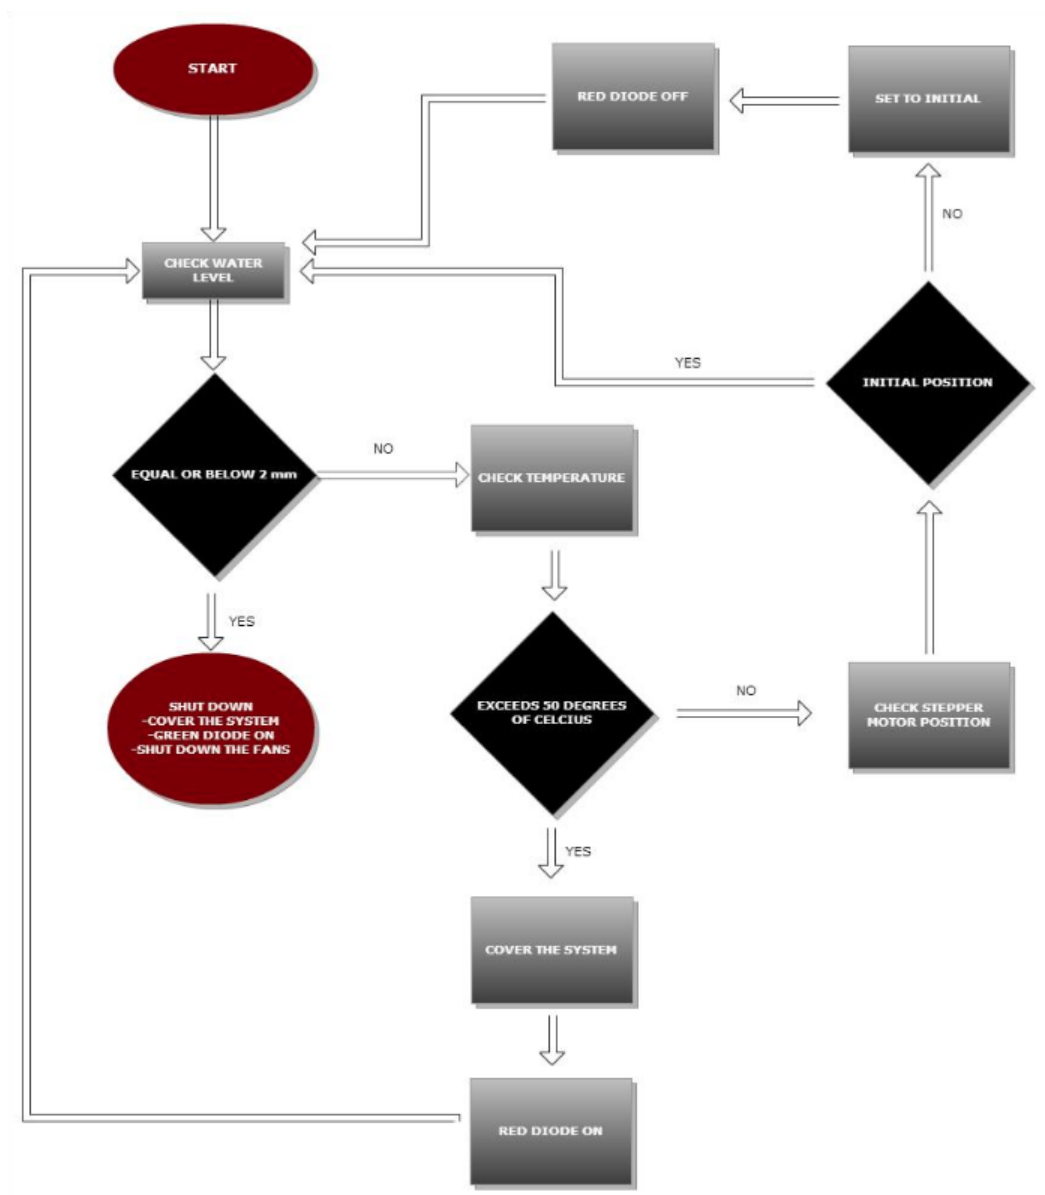 START
RED DIODE OFF
SET TO INITIAL
NO
CHECK WATER
LEVEL
YES
INITIAL POSITION
NO
EQUAL OR BELOW 2 mm
CHECK TEMPERATURE
YES
SHUT DOWN
-COVER THE SYSTEM
-GREEN DIODE ON
-SHUT DOWN THE FANS
EXCEEDS 50 DEGREES
OF CELCIUS
NO
CHECK STEPPER
MOTOR POSITION
YES
COVER THE SYSTEM
RED DIODE ON